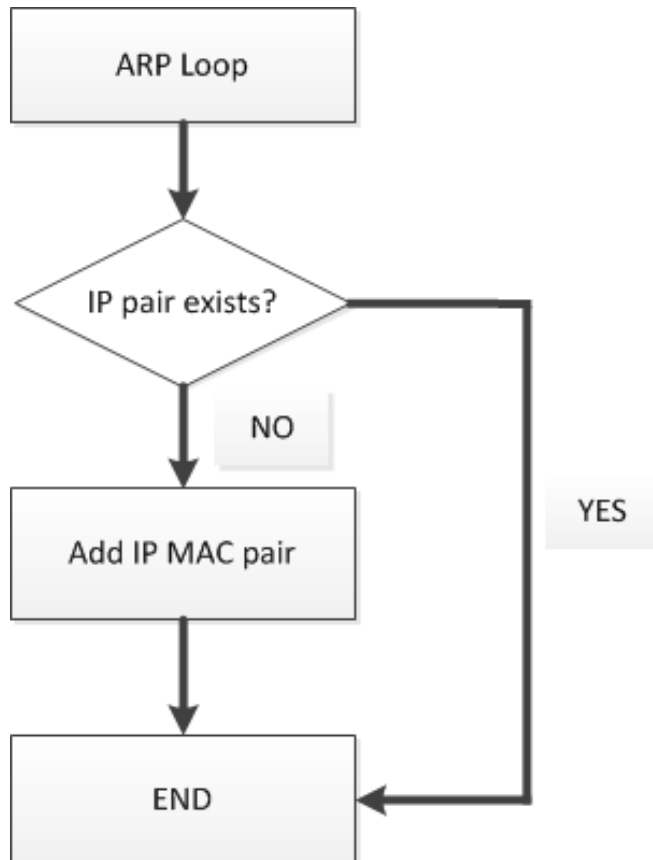 ARP Loop
IP pair exists?
NO
YES
Add IP MAC pair
END